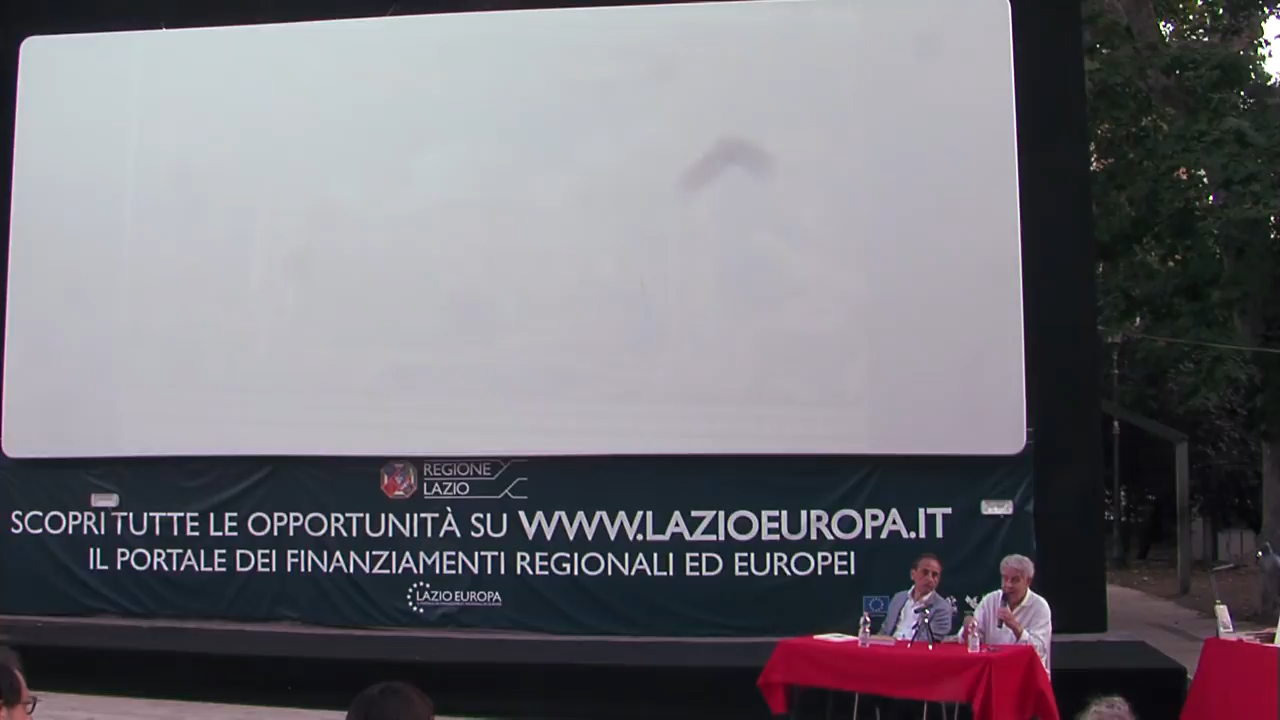 REGIONE
LAZIO
SCOPRI TUTTE LE OPPORTUNITÀ SU WWW.LAZIOEUROPA.IT
IL PORTALE DEI FINANZIAMENTI REGIONALI ED EUROPEI
LAZIO EUROPA